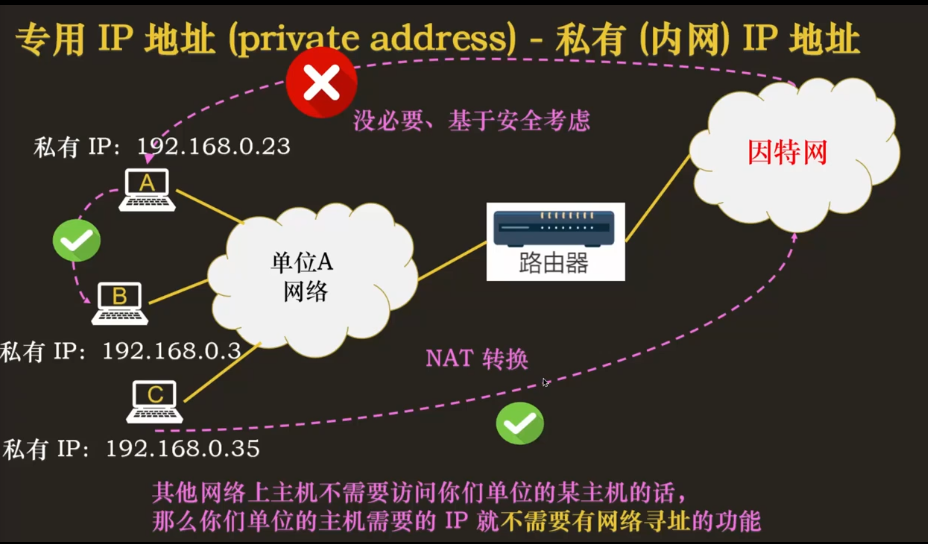 专用 IP 地址 (private address) - 私有 (内网) IP 地址
没必要、基于安全考虑
私有 IP：192.168.0.23
因特网
A
单位A
网络
路由器
B
私有 IP：192.168.0.3
NAT 转换
C
私有 IP：192.168.0.35
其他网络上主机不需要访问你们单位的某主机的话，
那么你们单位的主机需要的 IP 就不需要有网络寻址的功能